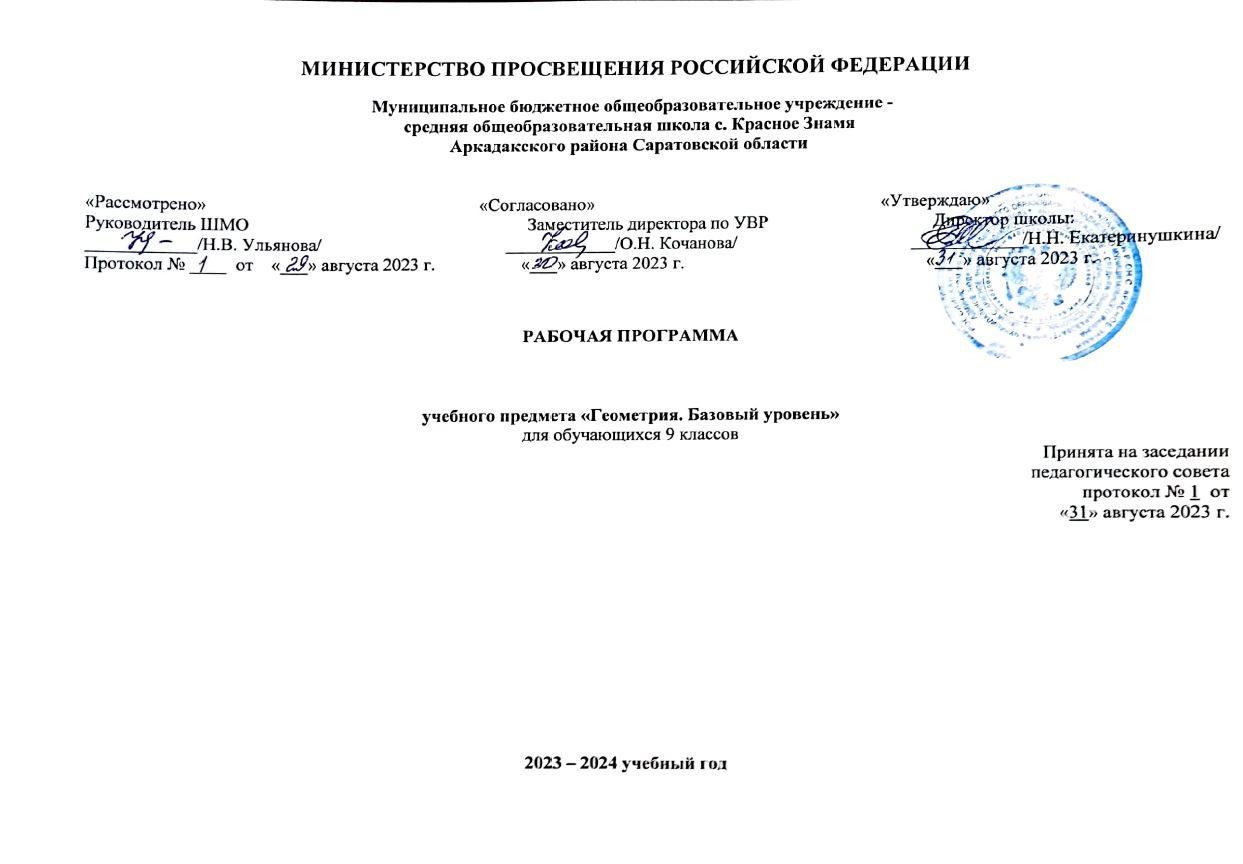 МИНИСТЕРСТВО ПРОСВЕЩЕНИЯ РОССИЙСКОЙ ФЕДЕРАЦИИ
Муниципальное бюджетное общеобразовательное учреждение -
средняя общеобразовательная школа с. Красное Знамя
Аркадакского района Саратовской области
«Рассмотрено»
Руководитель ШМО
/Н.В. Ульянова/
Протокол № 1 от «29» августа 2023 г.
«Согласовано»
Заместитель директора по УВР
/О.Н. Кочанова/
«30» августа 2023 г.
«Утверждаю»
Директор школы:
/Н.Н. Екатеринушкина/
«31» августа 2023 г.
РАБОЧАЯ ПРОГРАММА
учебного предмета «Геометрия. Базовый уровень»
для обучающихся 9 классов
Принята на заседании
педагогического совета
протокол № 1 от
«31» августа 2023 г.
2023 – 2024 учебный год